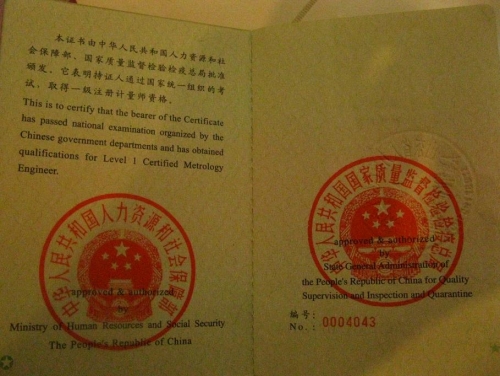 本证书由中华人民共和国人力资源和社
会保障部、国家质量监督检验检疫总局批准
颁发。它表明持证人通过国家统一组织的考
试，取得一级注册计量师资格。
This is to certify that the bearer of the Certificate
has passed national examination organized by the
Chinese government departments and has obtained
qualifications for Level 1 Certified Metrology
Engineer.
中华人民共和国人力资源和社会保障部
approved & authorized
by
Ministry of Human Resources and Social Security
The People's Republic of China
中华人民共和国国家质量监督检验检疫总局
approved & authorized
by
State General Administration of
the People's Republic of China for Quality
Supervision and Inspection and Quarantine
编号：
No.: 0004043